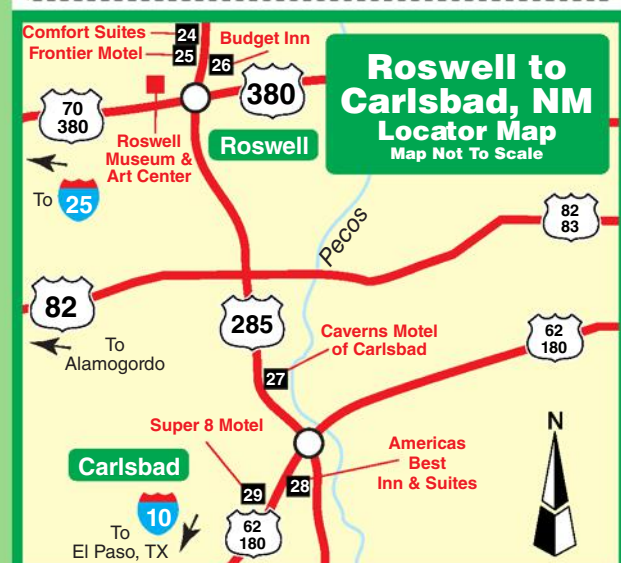 Comfort Suites
24
Frontier Motel
25
26
Budget Inn
380
70
380
Roswell
Museum &
Art Center
Roswell
Roswell to
Carlsbad, NM
Locator Map
Map Not To Scale
To
25
Pecos
82
83
82
To
Alamogordo
285
Caverns Motel
of Carlsbad
62
180
27
Super 8 Motel
Americas
Best
Inn & Suites
N
Carlsbad
29
28
10
62
180
To
El Paso, TX